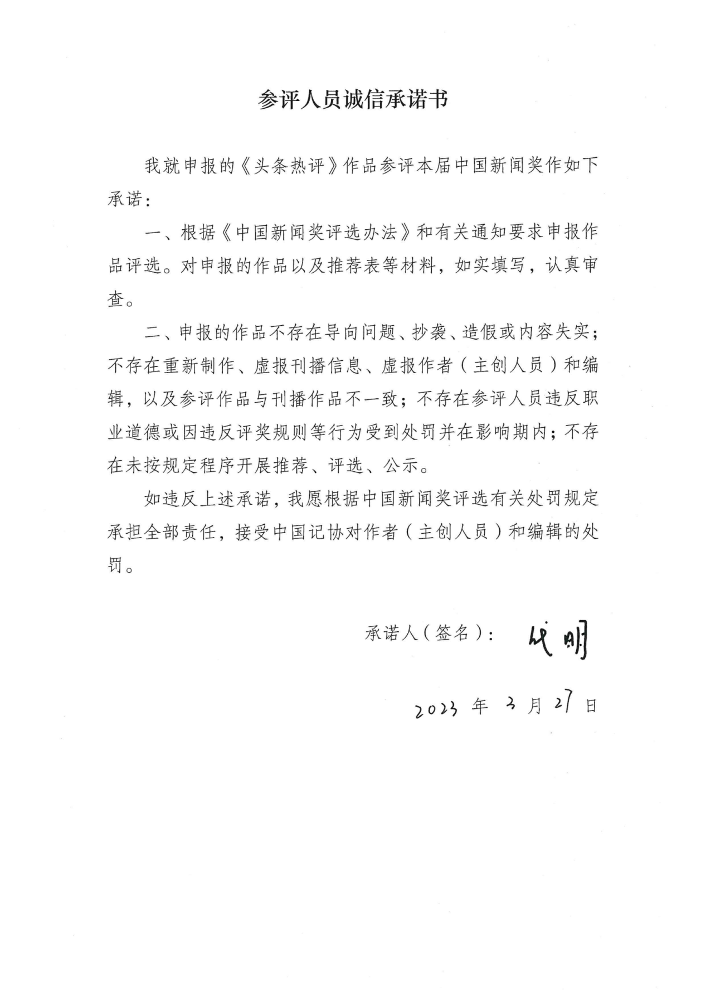 参评人员诚信承诺书
我就申报的《头条热评》作品参评本届中国新闻奖作如下
承诺：
一、根据《中国新闻奖评选办法》和有关通知要求申报作
品评选。对申报的作品以及推荐表等材料，如实填写，认真审
查。
二、申报的作品不存在导向问题、抄袭、造假或内容失实；
不存在重新制作、虚报刊播信息、虚报作者（主创人员）和编
辑，以及参评作品与刊播作品不一致；不存在参评人员违反职
业道德或因违反评奖规则等行为受到处罚并在影响期内；不存
在未按规定程序开展推荐、评选、公示。
如违反上述承诺，我愿根据中国新闻奖评选有关处罚规定
承担全部责任，接受中国记协对作者（主创人员）和编辑的处
罚。
承诺人（签名）： 代明
2023 年 3 月 27 日